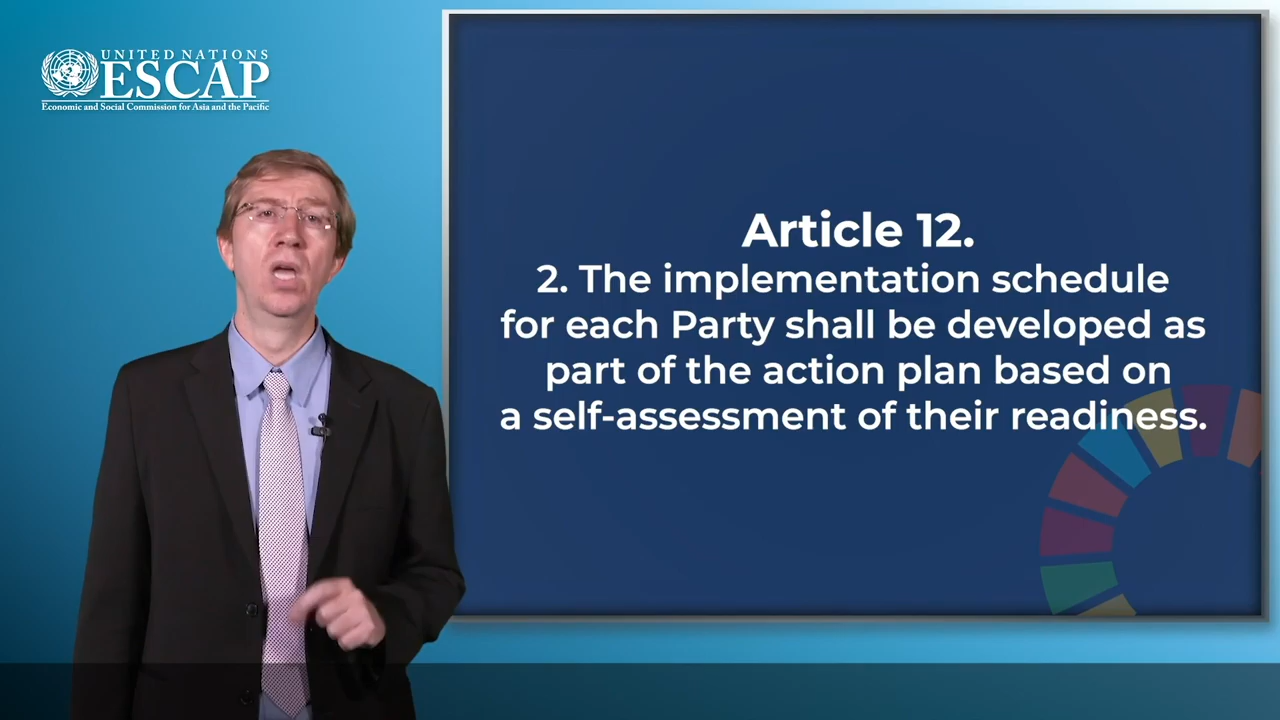 UNITED NATIONS
ESCAP
Economic and Social Commission for Asia and the Pacific
Article 12.
2. The implementation schedule
for each Party shall be developed as
part of the action plan based on
a self-assessment of their readiness.